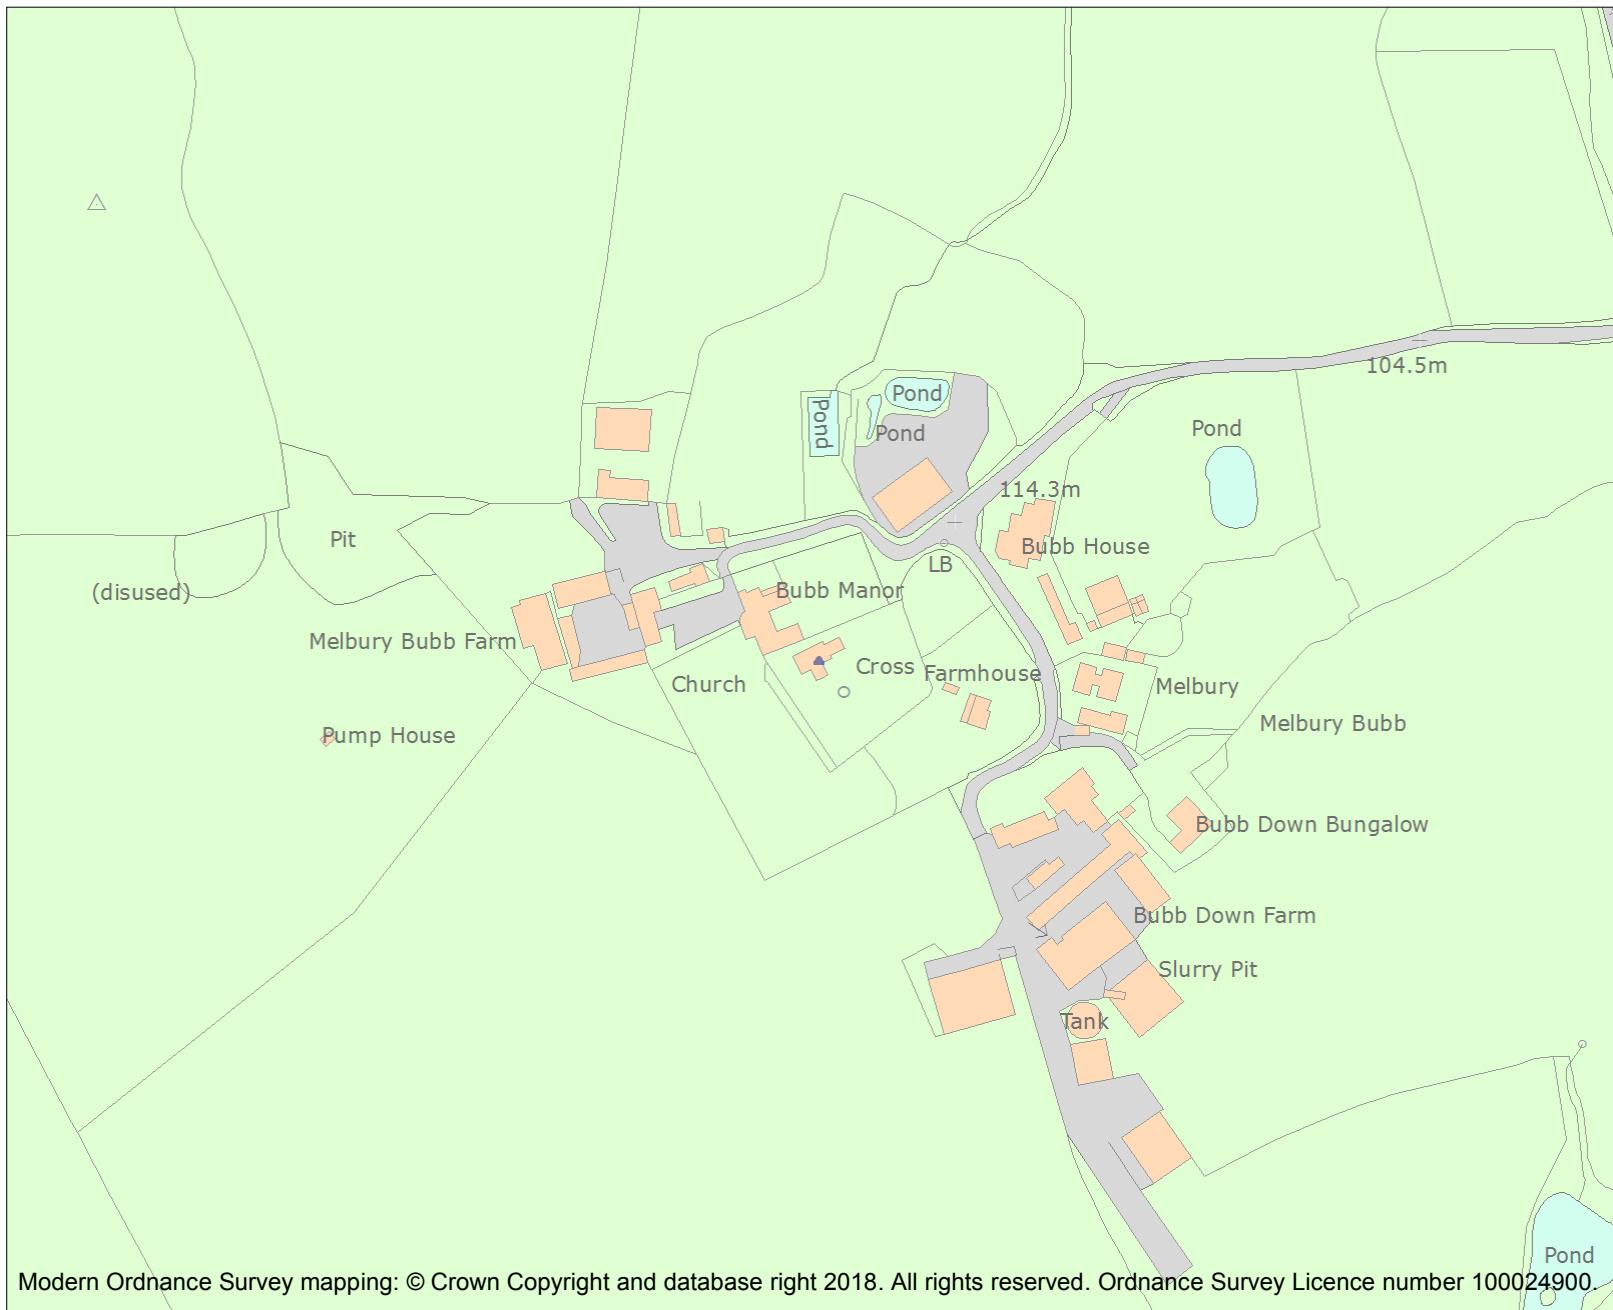 104.5m
Pond
Pond
Pond
Pond
114.3m
Pit
Bubb House
LB
(disused)
Bubb Manor
Melbury Bubb Farm
Cross
Farmhouse
Church
Melbury
Melbury Bubb
Pump House
Bubb Down Bungalow
Bubb Down Farm
Slurry Pit
Tank
Pond
Modern Ordnance Survey mapping: © Crown Copyright and database right 2018. All rights reserved. Ordnance Survey Licence number 100024900.